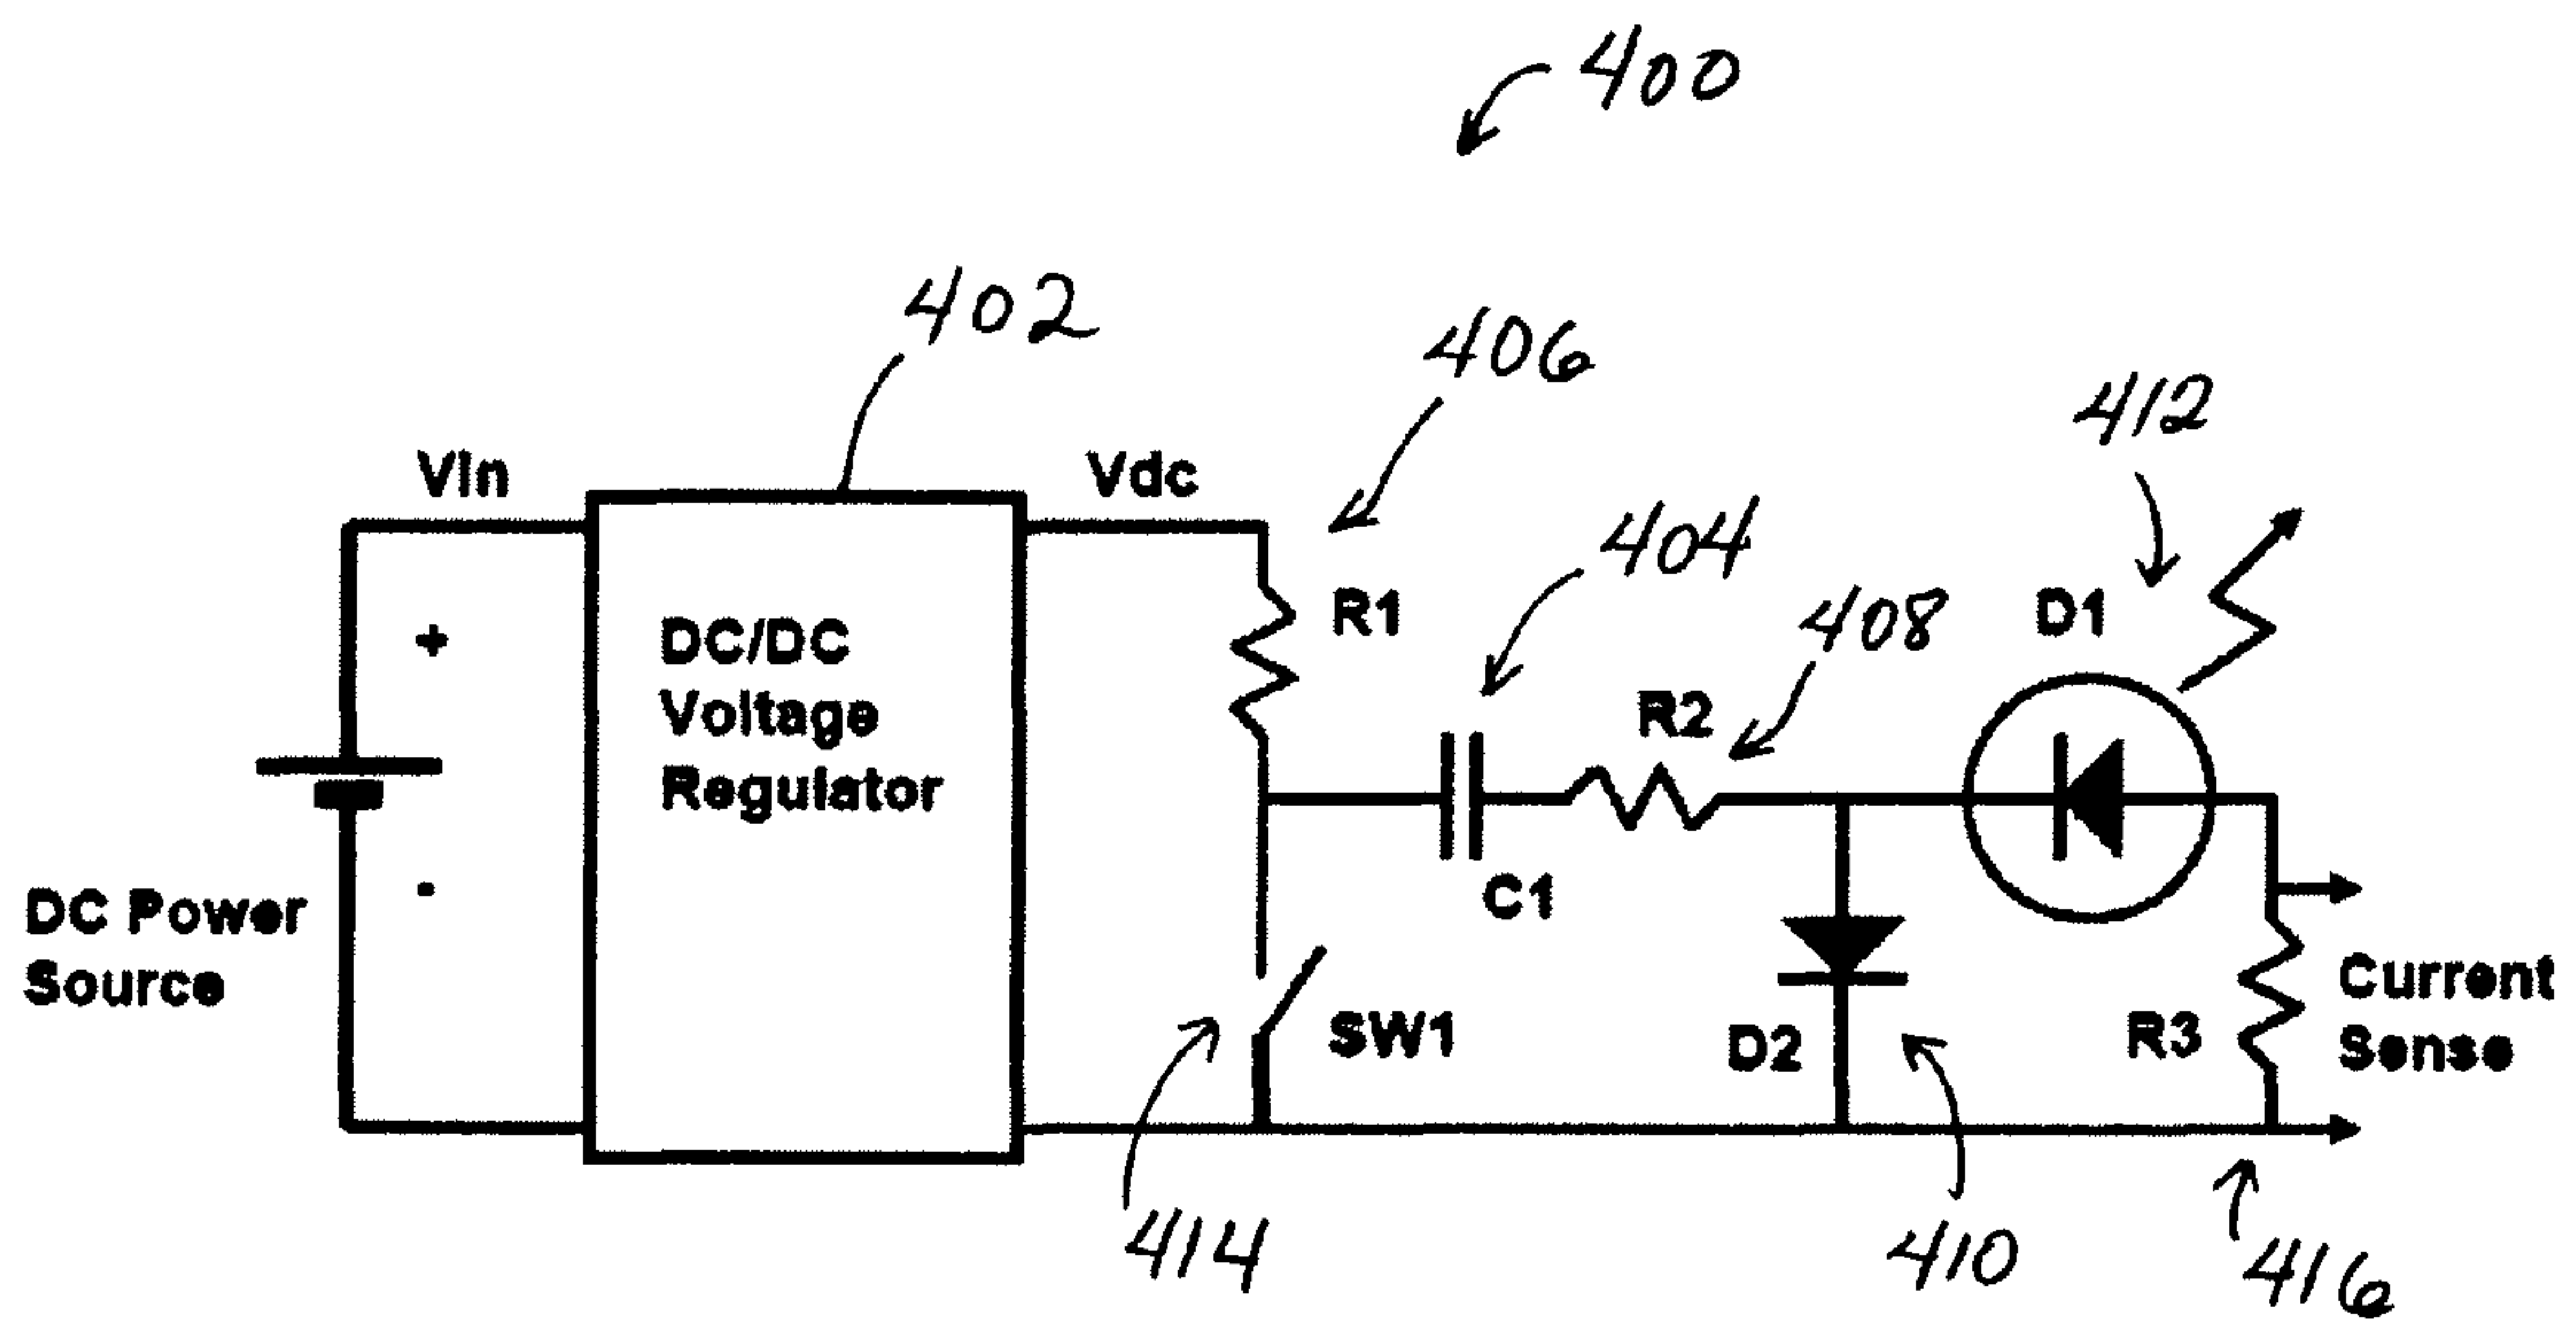 400
402
406
412
Vin
Vdc
404
R1
408
D1
+
DC/DC
Voltage
Regulator
R2
C1
-
DC Power
Source
SW1
D2
R3
Current
Sense
414
410
416